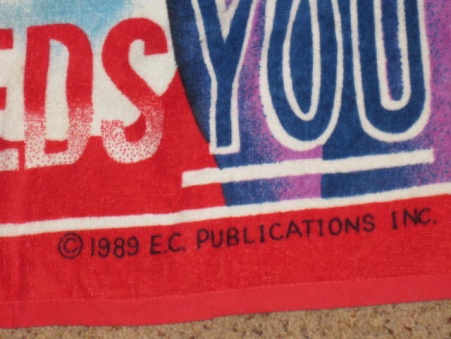 EDS YOU
© 1989 E.C. PUBLICATIONS INC.